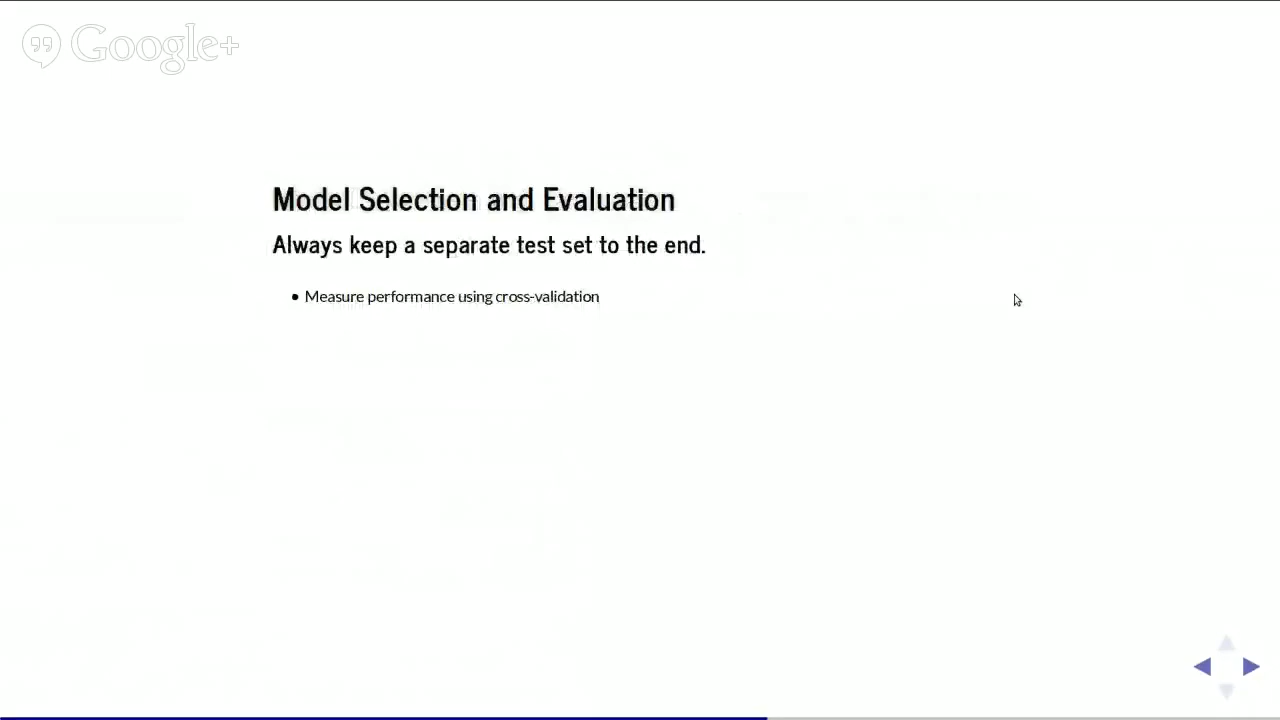 Google+
Model Selection and Evaluation
Always keep a separate test set to the end.
• Measure performance using cross-validation